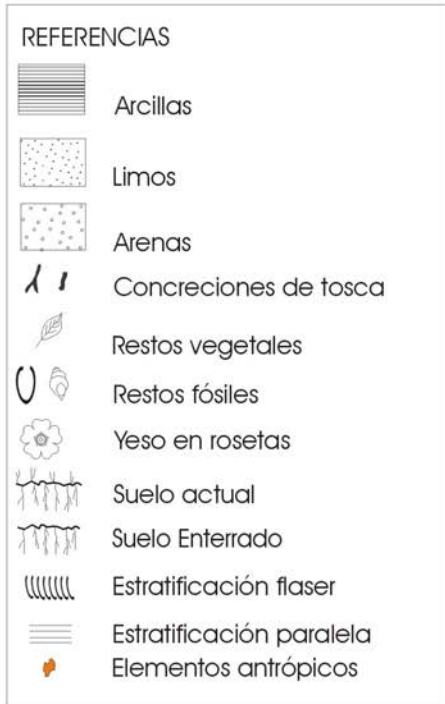 REFERENCIAS
Arcillas
Limos
Arenas
Concreciones de tosca
Restos vegetales
Restos fósiles
Yeso en rosetas
Suelo actual
Suelo Enterrado
Estratificación flaser
Estratificación paralela
Elementos antrópicos